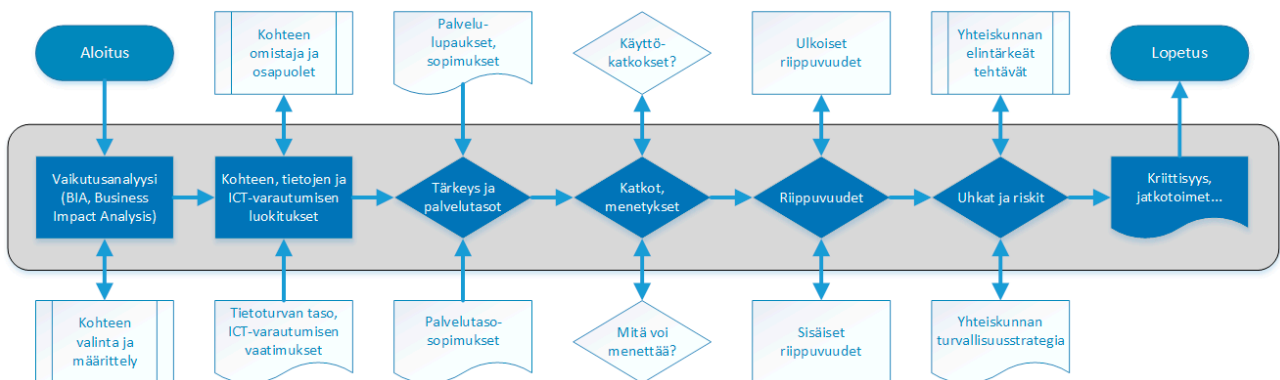 Aloitus
Kohteen
omistaja ja
osapuolet
Palvelu-
lupaukset,
sopimukset
Käyttö-
katkokset?
Ulkoiset
riippuvuudet
Yhteiskunnan
elintärkeät
tehtävät
Lopetus
Vaikutusanalyysi
(BIA, Business
Impact Analysis)
Kohteen, tietojen ja
ICT-varautumisen
luokitukset
Tärkeys ja
palvelutasot
Katkot,
menetykset
Riippuvuudet
Uhkat ja riskit
Kriittisyys,
jatkotoimet...
Kohteen
valinta ja
määrittely
Tietoturvan taso,
ICT-varautumisen
vaatimukset
Palvelutaso-
sopimukset
Mitä voi
menettää?
Sisäiset
riippuvuudet
Yhteiskunnan
turvallisuusstrategia